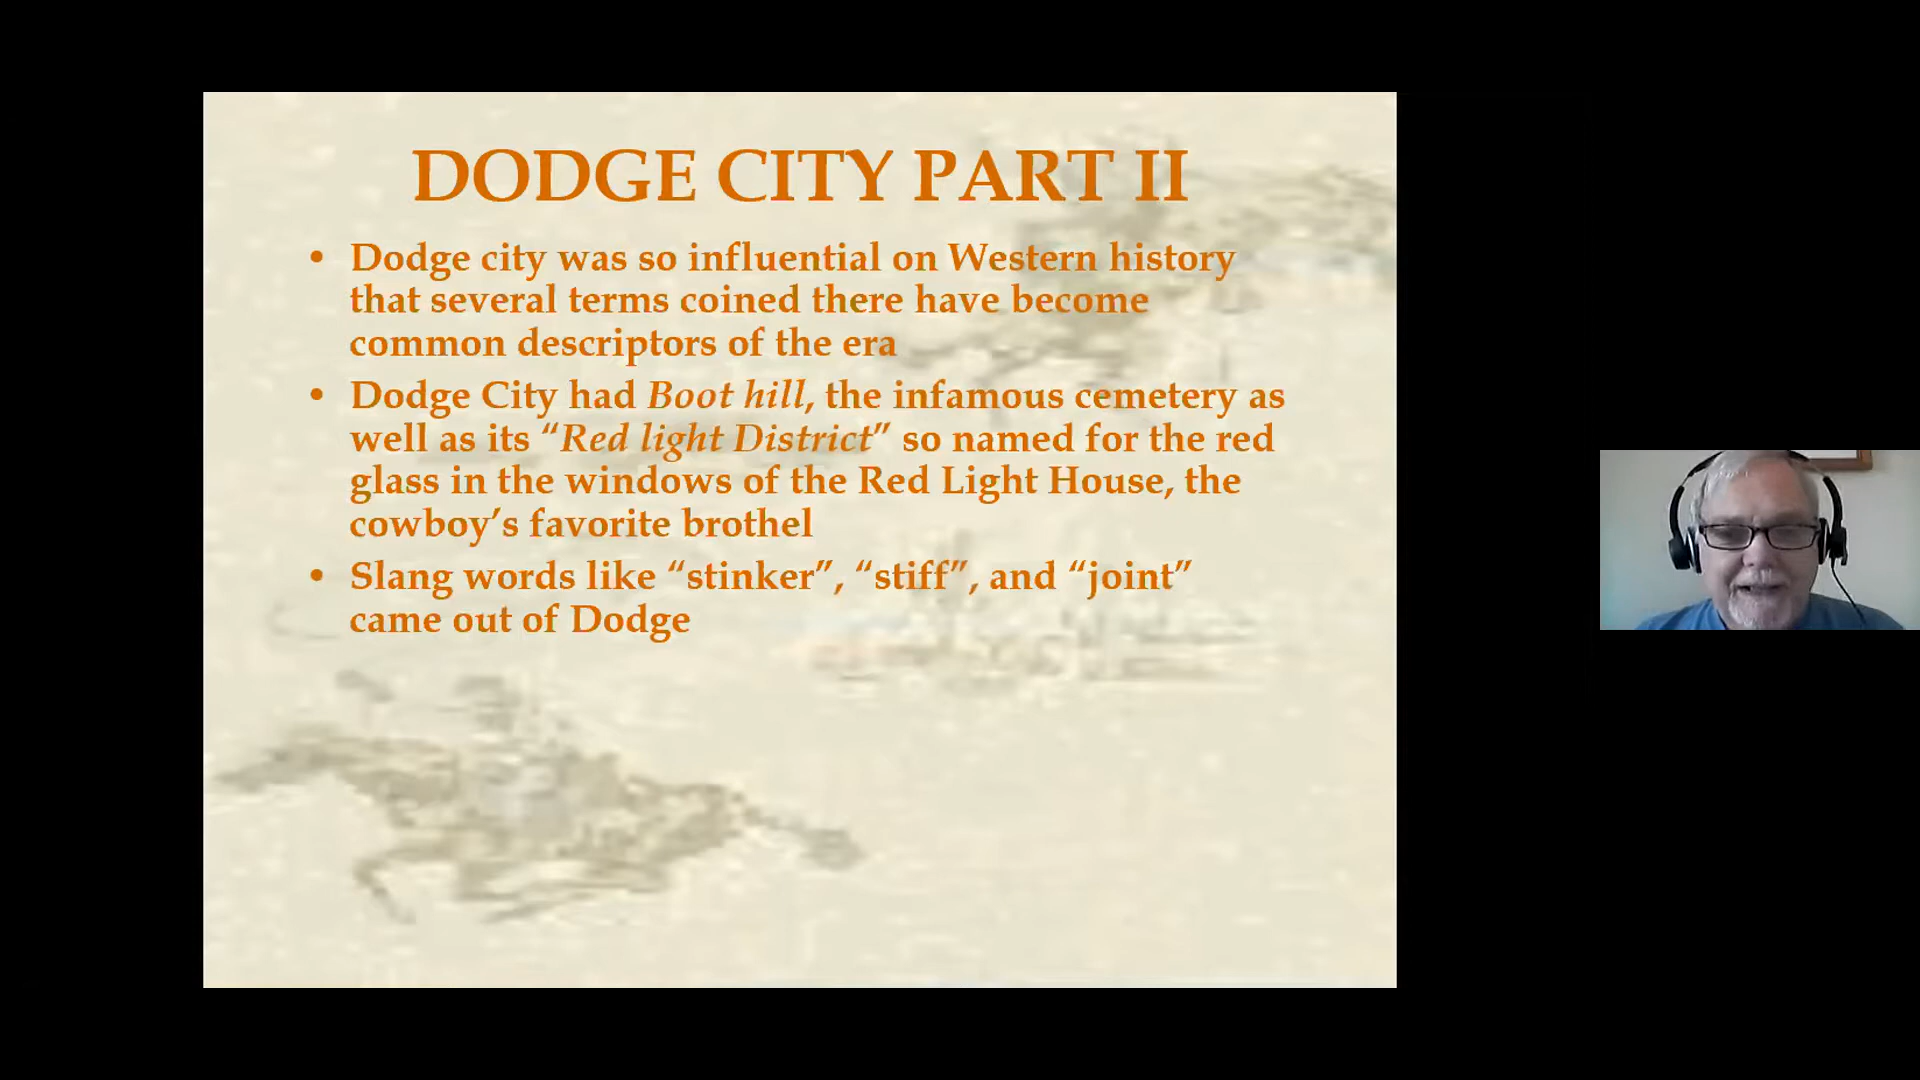 DODGE CITY PART II
• Dodge city was so influential on Western history
that several terms coined there have become
common descriptors of the era
• Dodge City had Boot hill, the infamous cemetery as
well as its “Red light District” so named for the red
glass in the windows of the Red Light House, the
cowboy’s favorite brothel
• Slang words like “stinker”, “stiff”, and “joint”
came out of Dodge